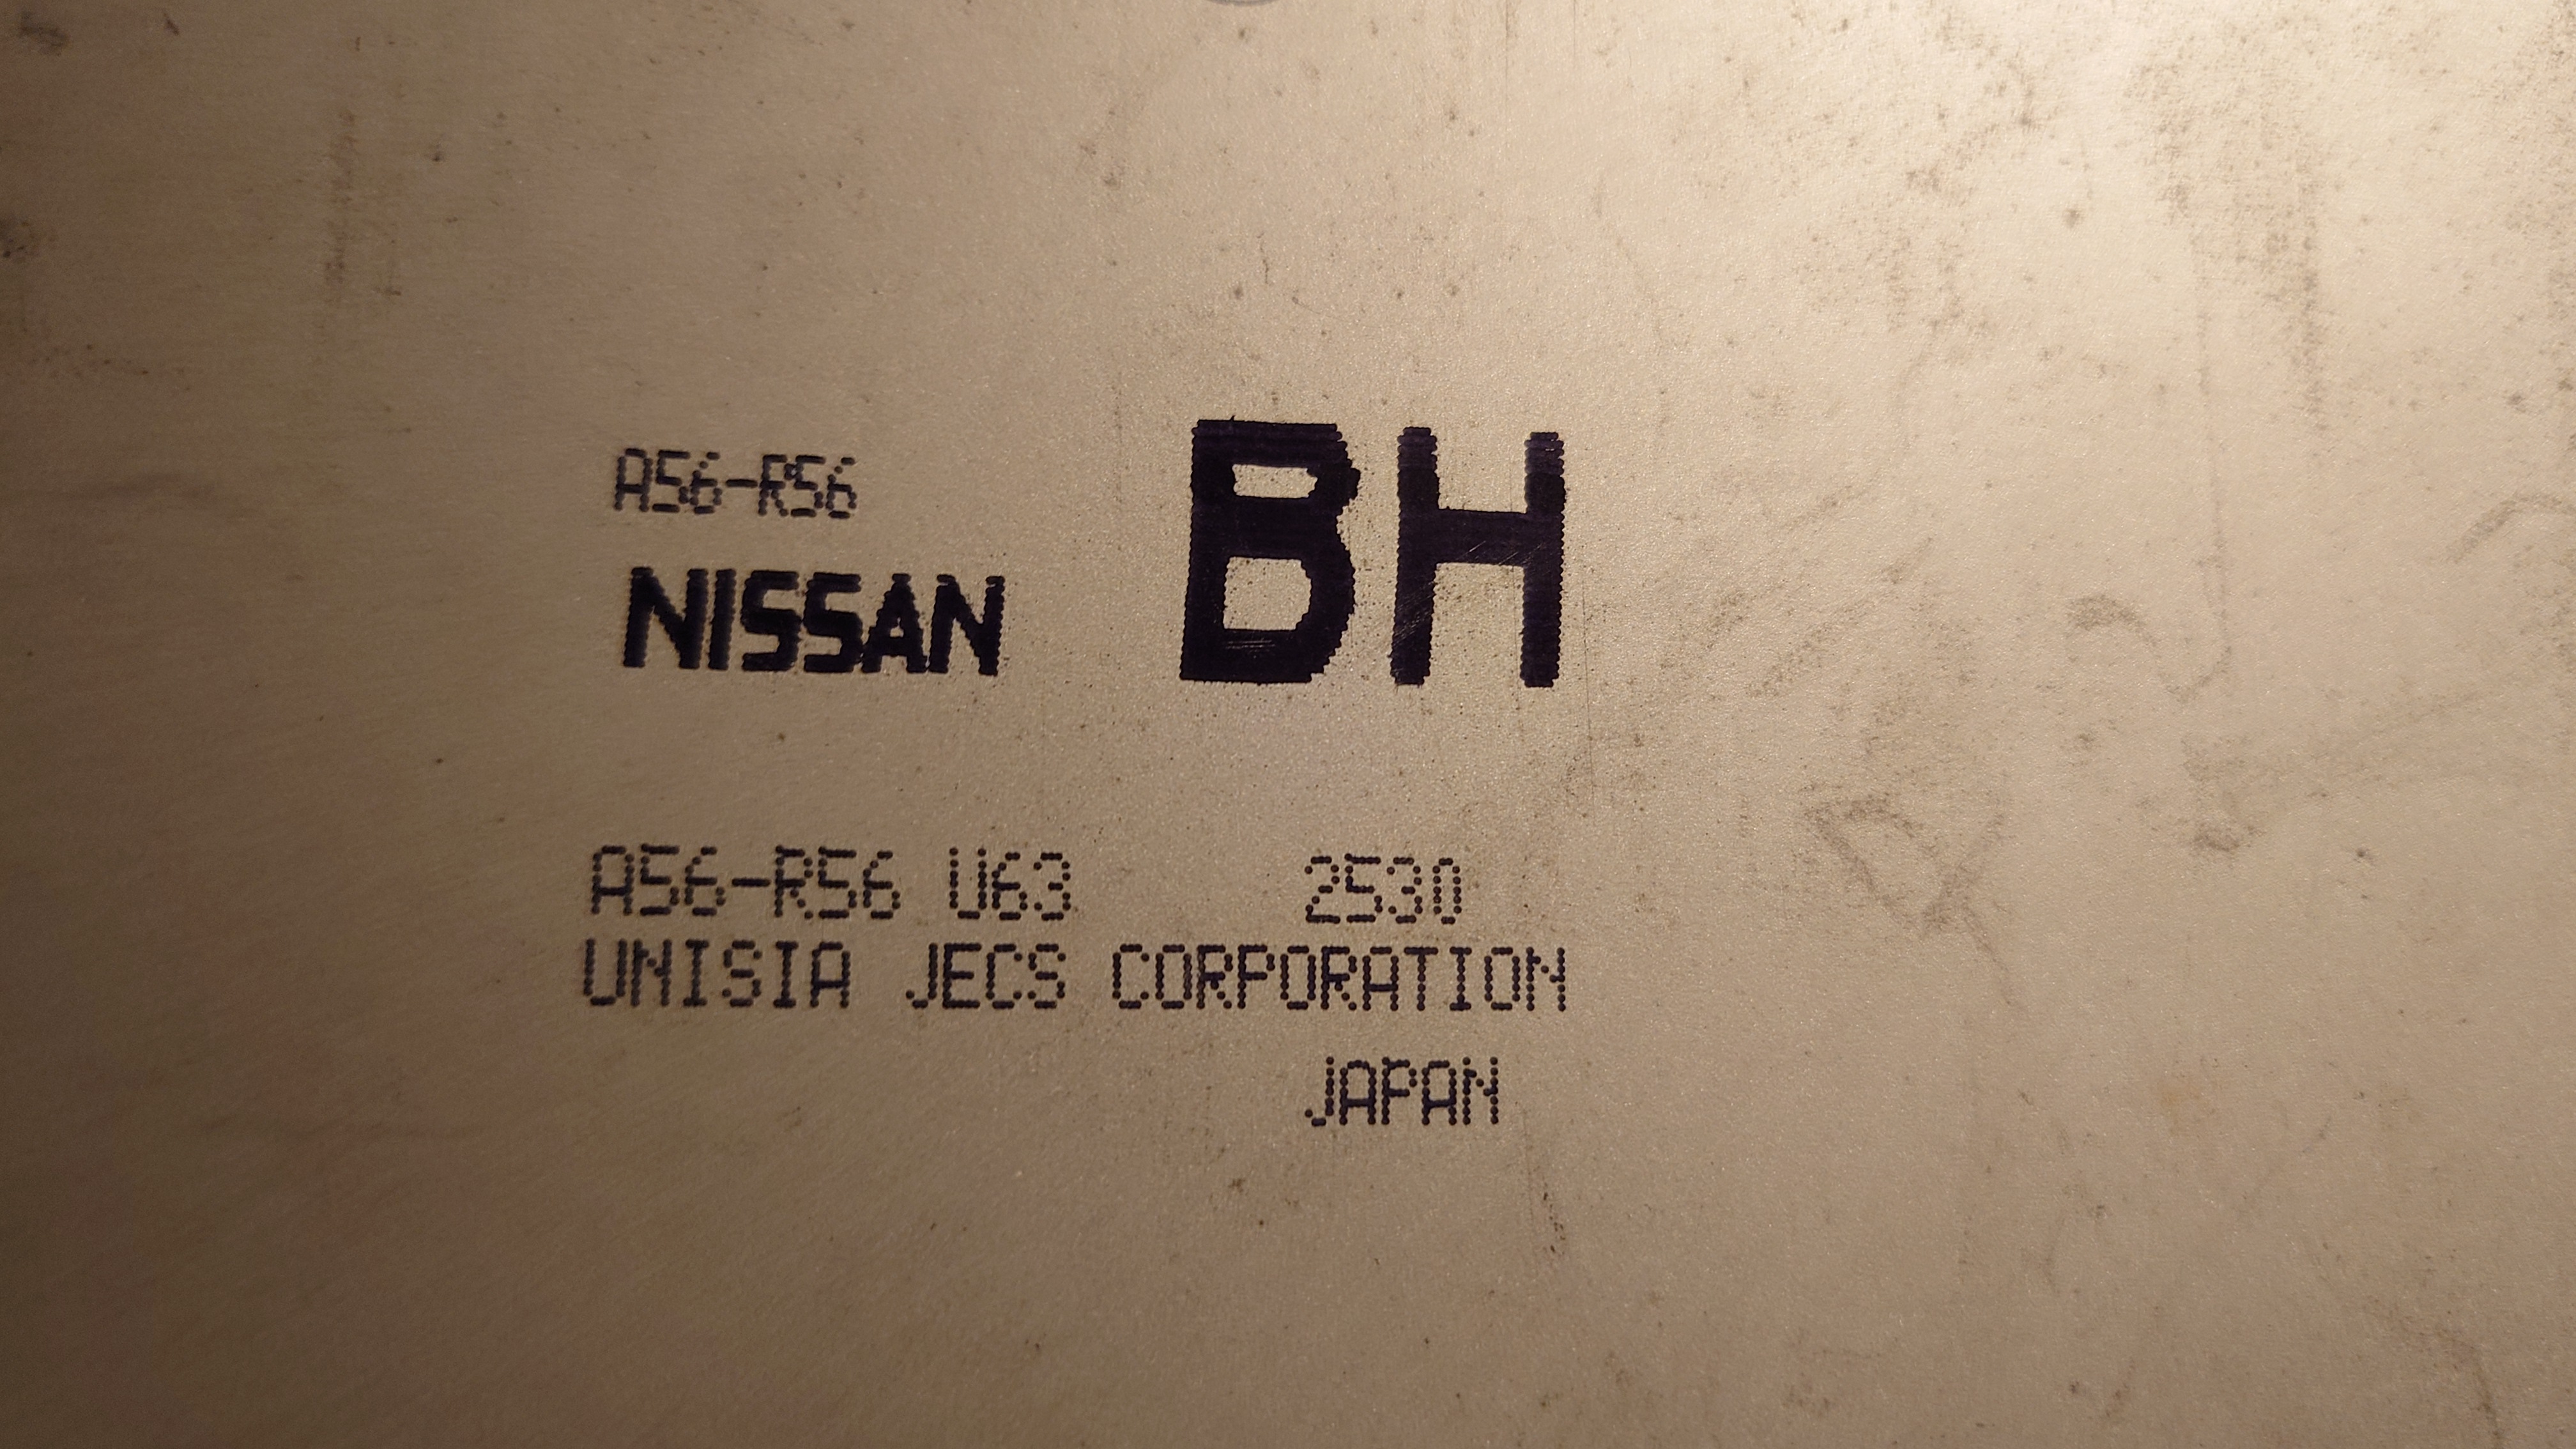 A56-R56
NISSAN BH
A56-R56 U63 2530
UNISIA JECS CORPORATION
JAPAN